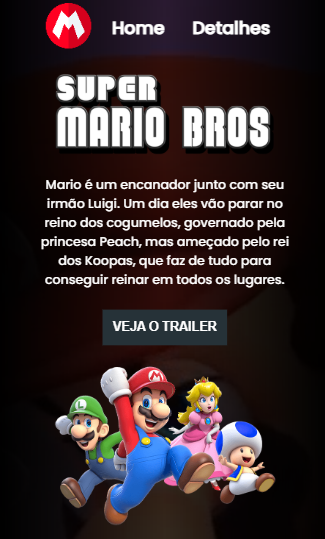 M
Home Detalhes
SUPER
MARIO BROS
Mario é um encanador junto com seu
irmão Luigi. Um dia eles vão parar no
reino dos cogumelos, governado pela
princesa Peach, mas ameçado pelo rei
dos Koopas, que faz de tudo para
conseguir reinar em todos os lugares.
VEJA O TRAILER